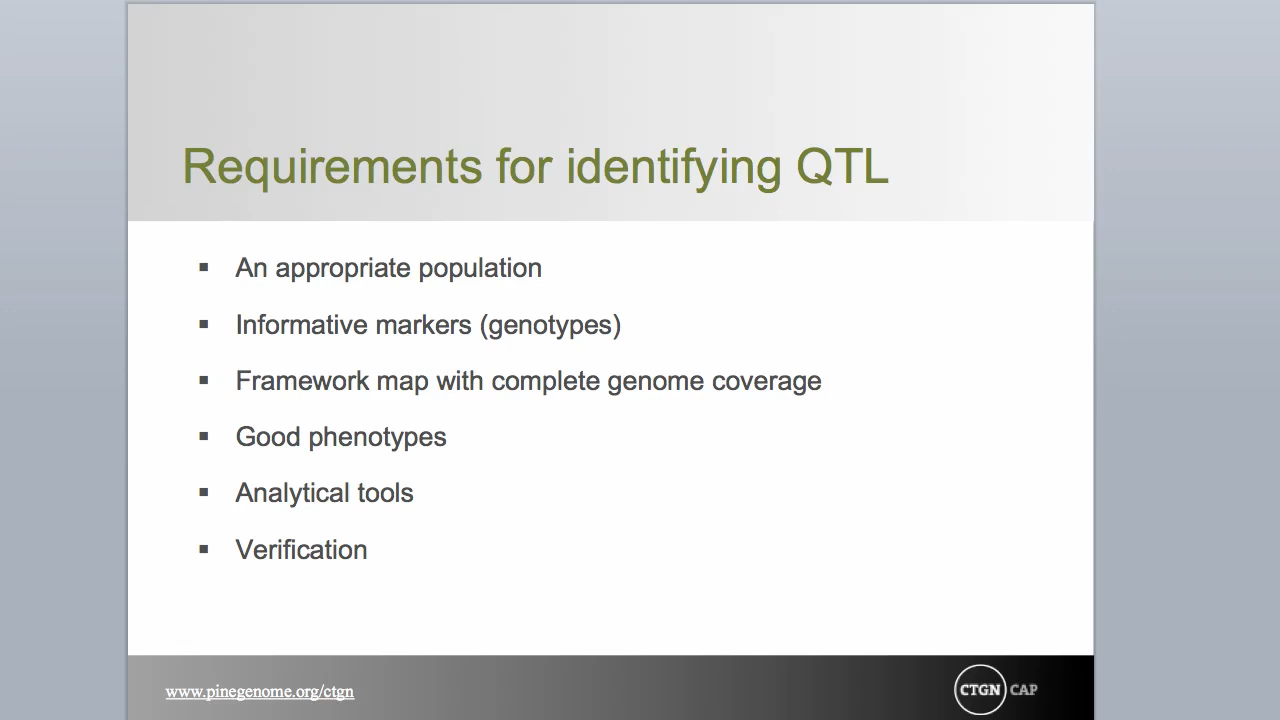 Requirements for identifying QTL
▪ An appropriate population
▪ Informative markers (genotypes)
▪ Framework map with complete genome coverage
▪ Good phenotypes
▪ Analytical tools
▪ Verification
www.pinegenome.org/ctgn
CTGN CAP